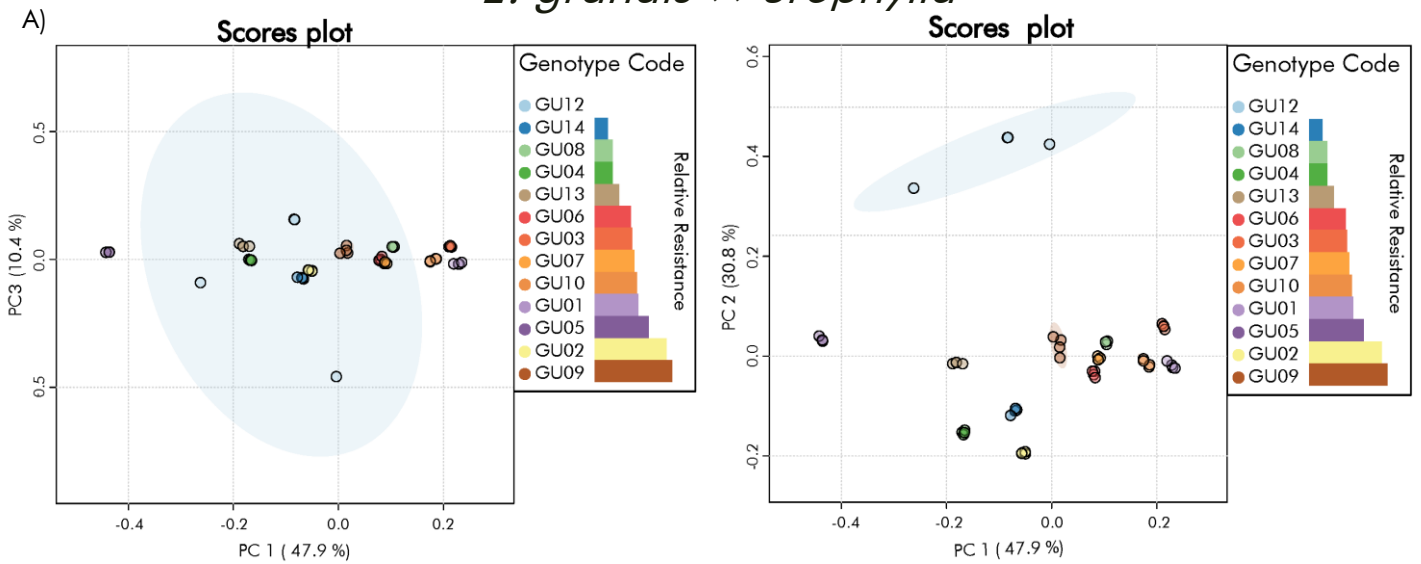 A)
Scores plot
0.5
0.0
0.5
PC3 (10.4 %)
-0.4
-0.2
0.0
0.2
PC 1 ( 47.9 %)
Genotype Code
GU12
GU14
GU08
GU04
GU13
GU06
GU03
GU07
GU10
GU01
GU05
GU02
GU09
Relative Resistance
Scores plot
0.6
0.4
0.2
0.0
-0.2
PC 2 (30.8 %)
-0.4
-0.2
0.0
0.2
PC 1 ( 47.9 %)
Genotype Code
GU12
GU14
GU08
GU04
GU13
GU06
GU03
GU07
GU10
GU01
GU05
GU02
GU09
Relative Resistance